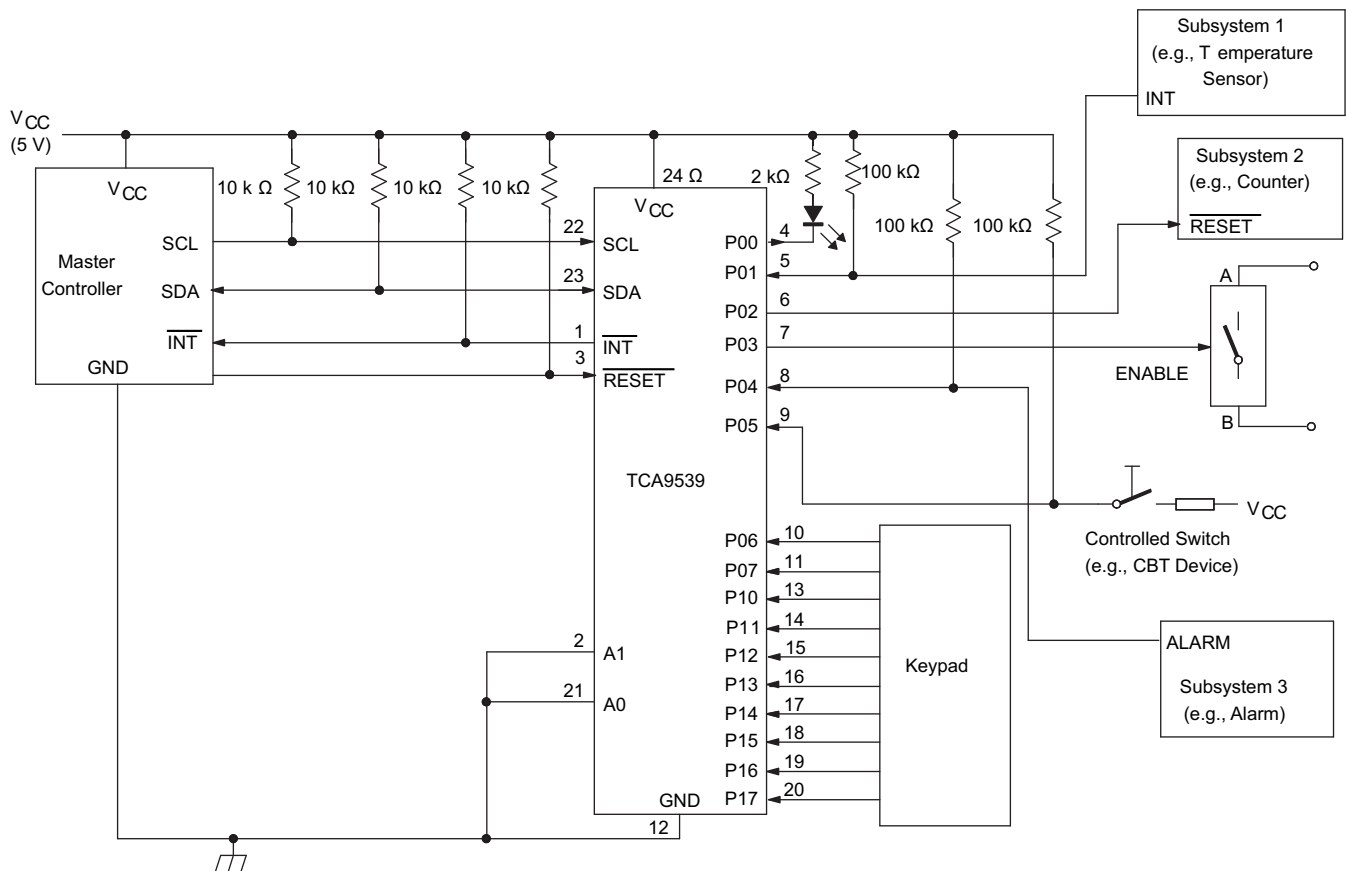 Subsystem 1
(e.g., T emperature
Sensor)
INT
VCC
(5 V)
Subsystem 2
(e.g., Counter)
RESET
VCC
10 k Ω
10 kΩ
10 kΩ
10 kΩ
24 Ω
VCC
2 kΩ
100 kΩ
100 kΩ
100 kΩ
Master
Controller
SCL
SDA
INT
GND
22
SCL
23
SDA
1
INT
3
RESET
P00
4
P01
5
P02
6
P03
7
P04
8
P05
9
A
ENABLE
B
TCA9539
VCC
Controlled Switch
(e.g., CBT Device)
P06
10
P07
11
P10
13
P11
14
P12
15
P13
16
P14
17
P15
18
P16
19
P17
20
Keypad
ALARM
Subsystem 3
(e.g., Alarm)
2
A1
21
A0
GND
12